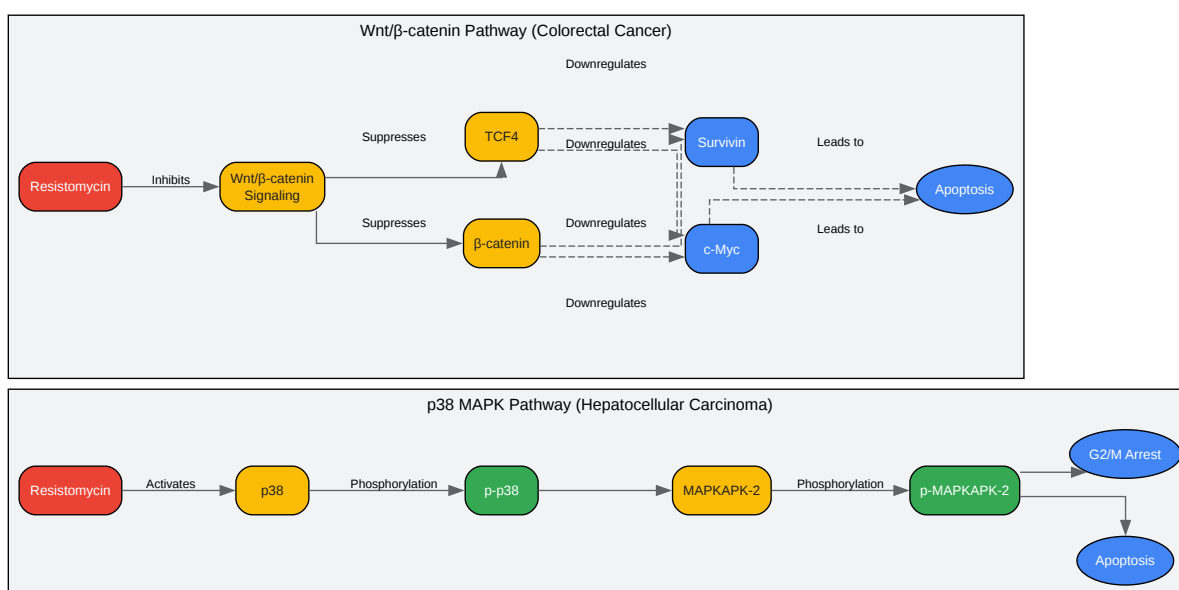 Wnt/β-catenin Pathway (Colorectal Cancer)
Downregulates
Suppresses
TCF4
Downregulates
Survivin
Leads to
Resistomycin
Inhibits
Wnt/β-catenin
Signaling
Apoptosis
Suppresses
β-catenin
Downregulates
c-Myc
Leads to
Downregulates
p38 MAPK Pathway (Hepatocellular Carcinoma)
G2/M Arrest
Resistomycin
Activates
p38
Phosphorylation
p-p38
MAPKAPK-2
Phosphorylation
p-MAPKAPK-2
Apoptosis